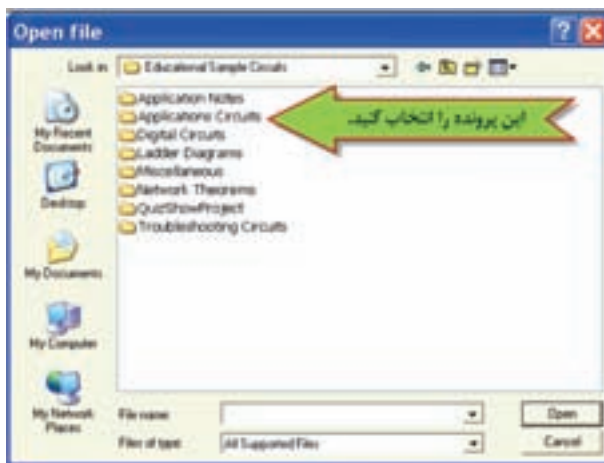 Open file
Look in
Educational Sample Circuits
Application Notes
Applications Circuits
Digital Circuits
Ladder Diagrams
Miscellaneous
Network Theorems
QuizShowProject
Troubleshooting Circuits
این پرونده را انتخاب کنید.
My Recent
Documents
Desktop
My Documents
My Computer
My Network
Places
File name
Open
Files of type
All Supported Files
Cancel